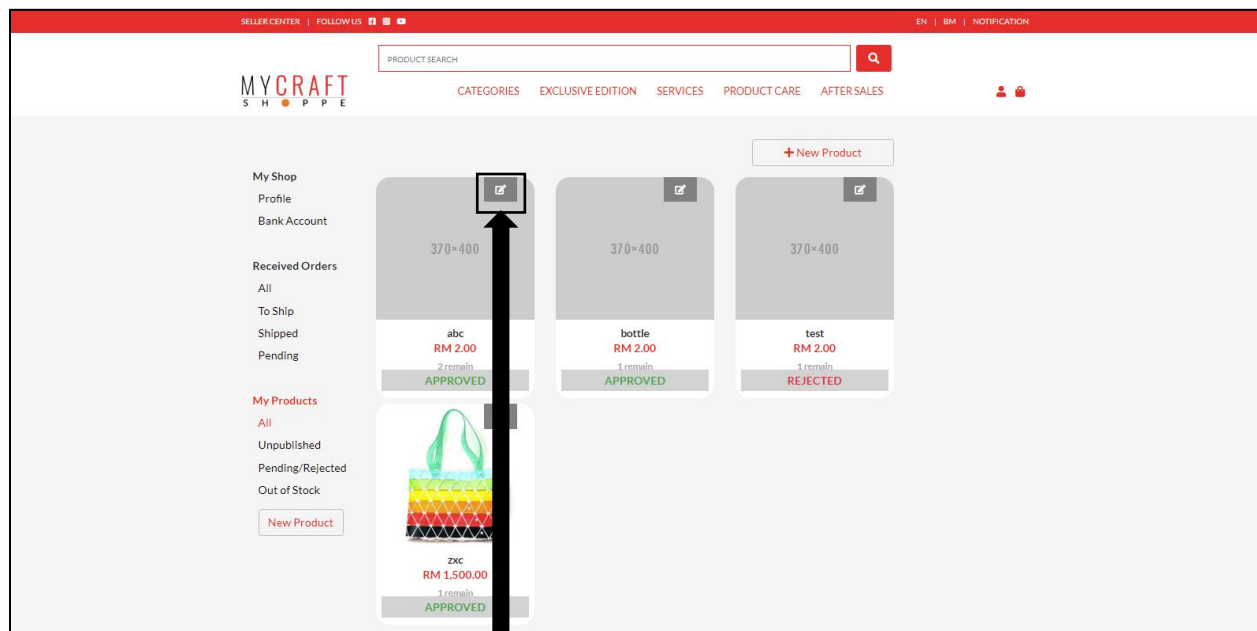 SELLER CENTER | FOLLOW US
EN | BM | NOTIFICATION
PRODUCT SEARCH
MYCRAFT
SHOPPE
CATEGORIES EXCLUSIVE EDITION SERVICES PRODUCT CARE AFTER SALES
New Product
My Shop
Profile
Bank Account
Received Orders
All
To Ship
Shipped
Pending
My Products
All
Unpublished
Pending/Rejected
Out of Stock
New Product
370×400
abc
RM 2.00
2 remain
APPROVED
370×400
bottle
RM 2.00
1 remain
APPROVED
370×400
test
RM 2.00
1 remain
REJECTED
zxc
RM 1,500.00
1 remain
APPROVED